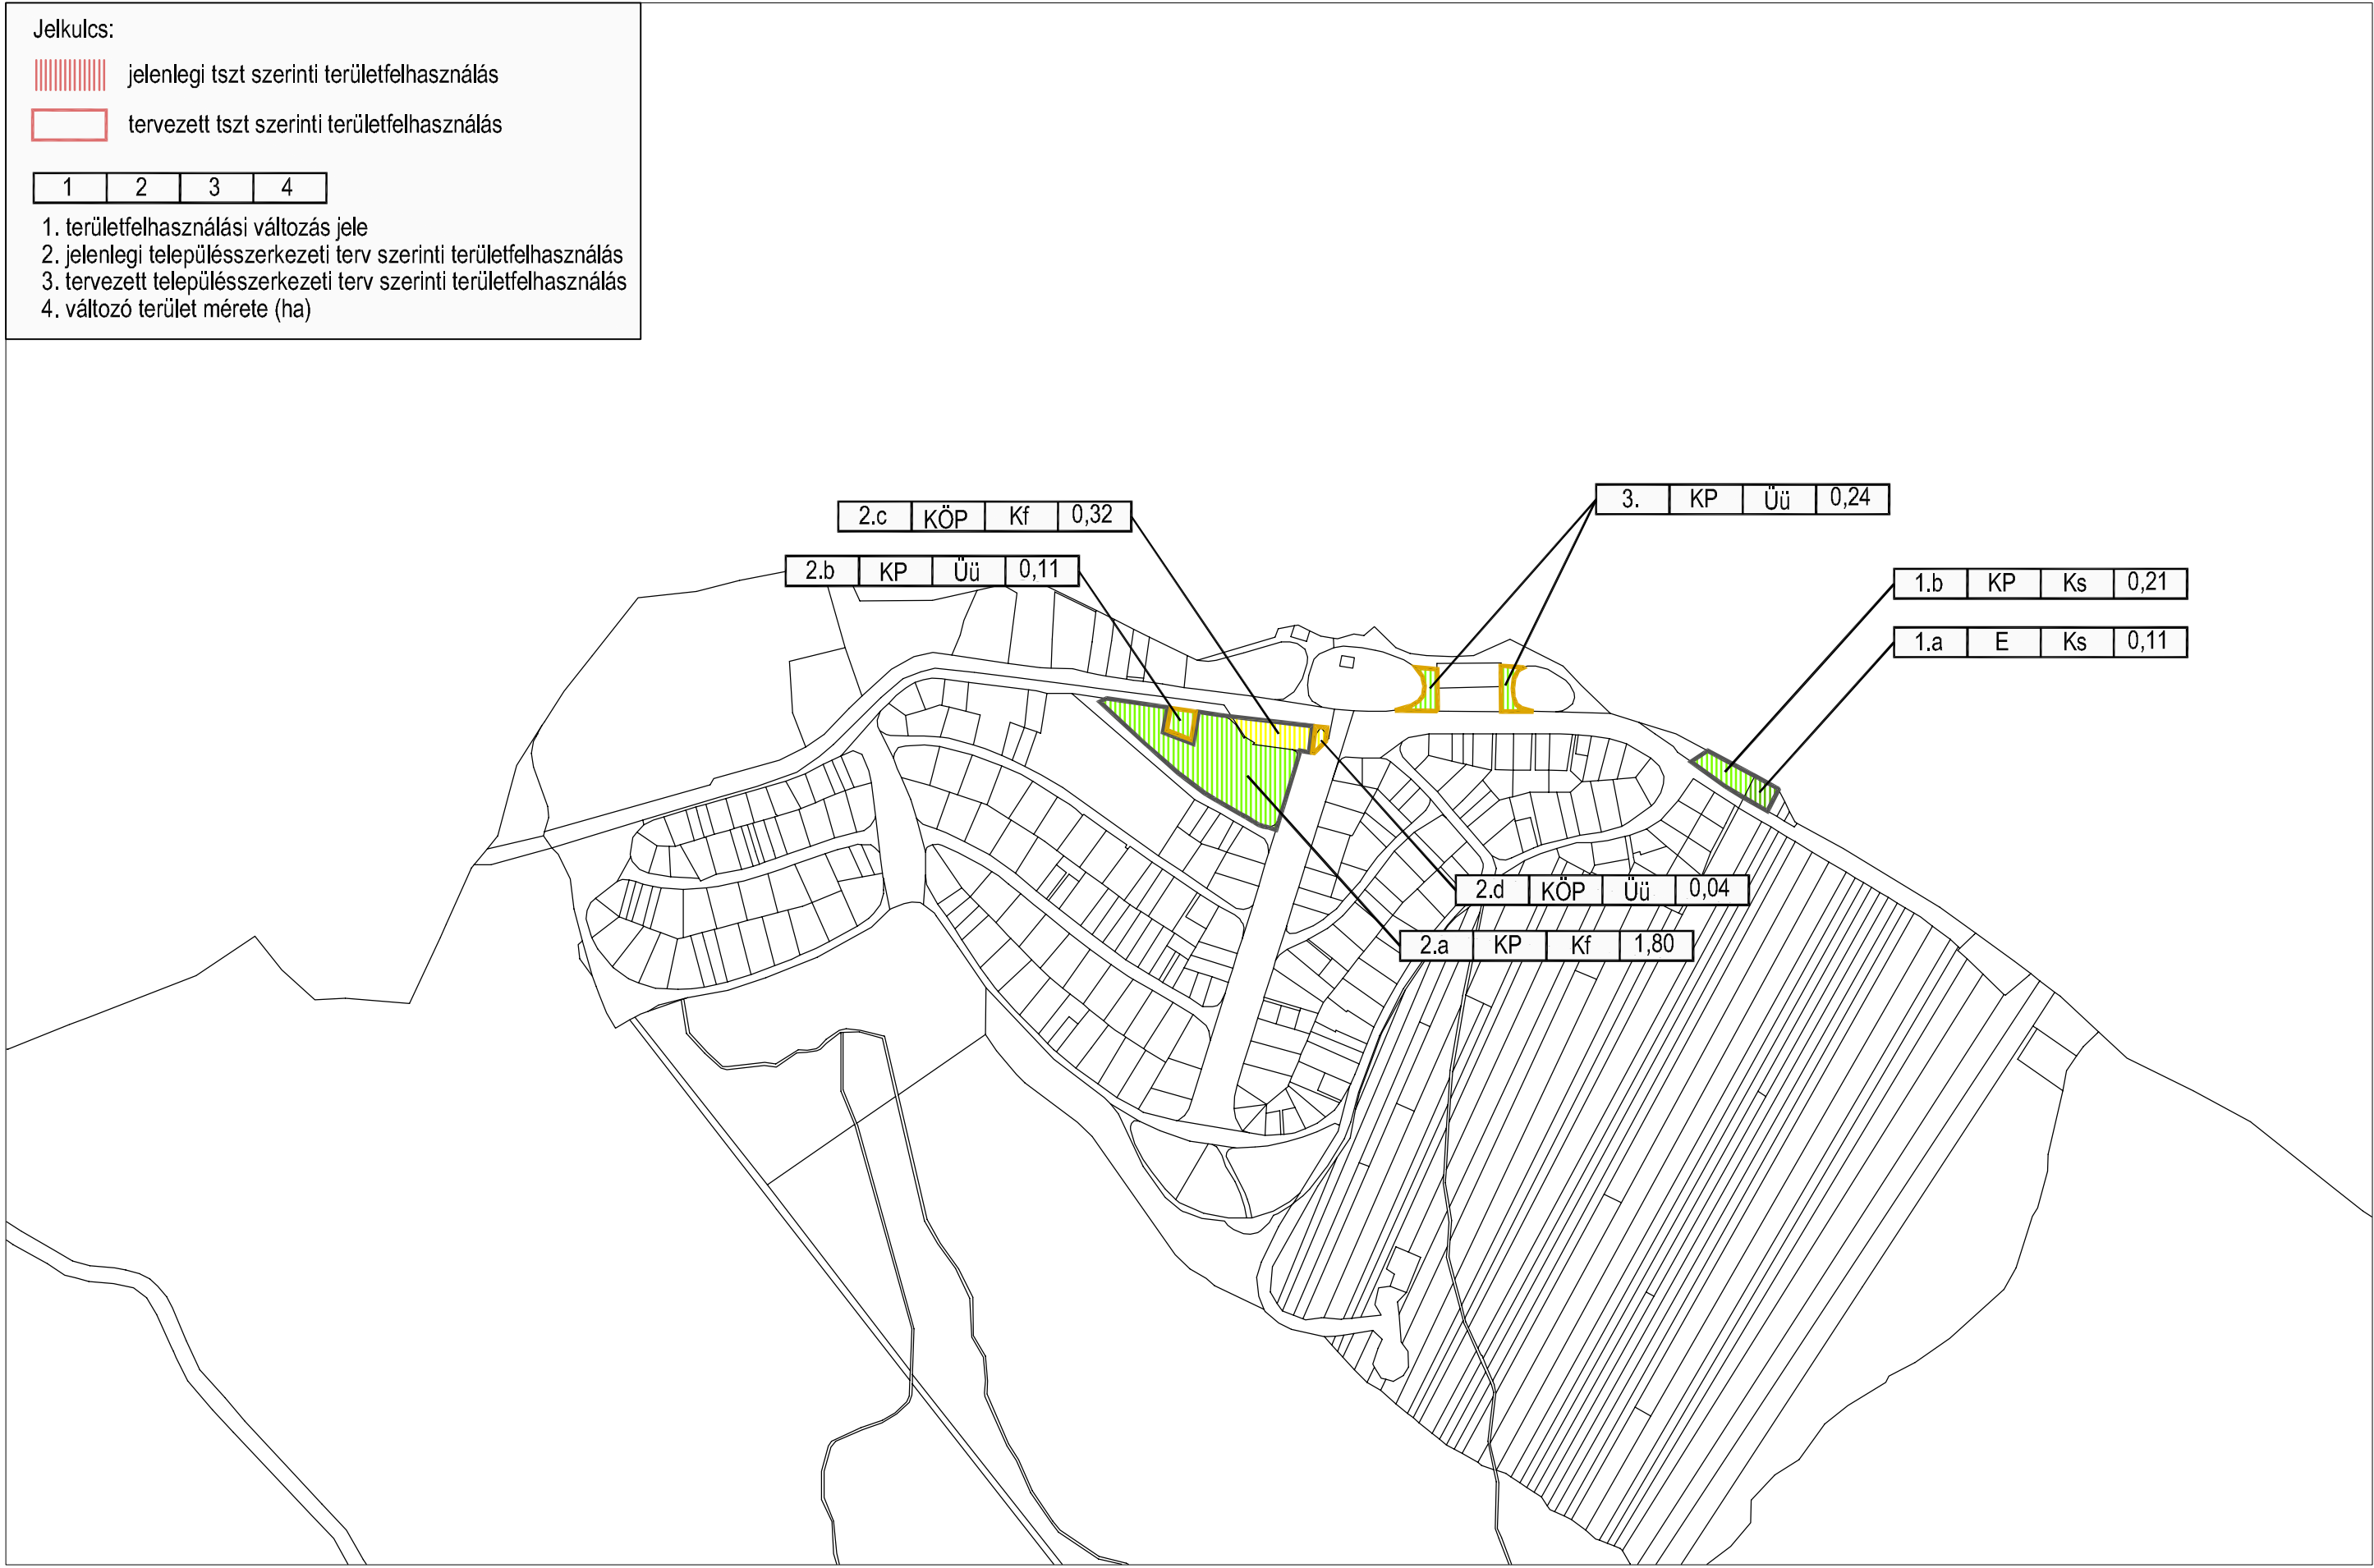 Jelkulcs:
jelenlegi tszt szerinti területfelhasználás
tervezett tszt szerinti területfelhasználás
1 2 3 4
1. területfelhasználási változás jele
2. jelenlegi településszerkezeti terv szerinti területfelhasználás
3. tervezett településszerkezeti terv szerinti területfelhasználás
4. változó terület mérete (ha)
2.c KÖP Kf 0,32
3. KP Üü 0,24
2.b KP Üü 0,11
1.b KP Ks 0,21
1.a E Ks 0,11
2.d KÖP Üü 0,04
2.a KP Kf 1,80